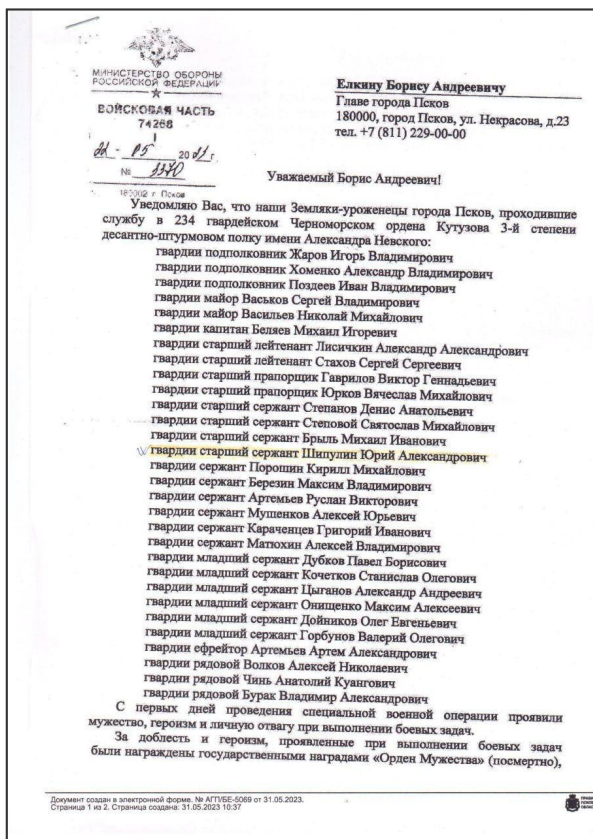 МИНИСТЕРСТВО ОБОРОНЫ
РОССИЙСКОЙ ФЕДЕРАЦИИ
ВОЙСКОВАЯ ЧАСТЬ
74268
22 - 05 20
№ 3370
180002 г. Псков
Елкину Борису Андреевичу
Главе города Псков
180000, город Псков, ул. Некрасова, д.23
тел. +7 (811) 229-00-00
Уважаемый Борис Андреевич!
Уведомляю Вас, что наши Земляки-уроженцы города Псков, проходившие
службу в 234 гвардейском Черноморском ордена Кутузова 3-й степени
десантно-штурмовом полку имени Александра Невского:
гвардии подполковник Жаров Игорь Владимирович
гвардии подполковник Хоменко Александр Владимирович
гвардии подполковник Поздеев Иван Владимирович
гвардии майор Васьков Сергей Владимирович
гвардии майор Васильев Николай Михайлович
гвардии капитан Беляев Михаил Игоревич
гвардии старший лейтенант Лисичкин Александр Александрович
гвардии старший лейтенант Стахов Сергей Сергеевич
гвардии старший прапорщик Гаврилов Виктор Геннадьевич
гвардии старший прапорщик Юрков Вячеслав Михайлович
гвардии старший сержант Степанов Денис Анатольевич
гвардии старший сержант Степовой Святослав Михайлович
гвардии старший сержант Брыль Михаил Иванович
гвардии старший сержант Шипулин Юрий Александрович
гвардии сержант Порошин Кирилл Михайлович
гвардии сержант Березин Максим Владимирович
гвардии сержант Артемьев Руслан Викторович
гвардии сержант Мушенков Алексей Юрьевич
гвардии сержант Караченцев Григорий Иванович
гвардии сержант Матюхин Алексей Владимирович
гвардии младший сержант Дубков Павел Борисович
гвардии младший сержант Кочетков Станислав Олегович
гвардии младший сержант Цыганов Александр Андреевич
гвардии младший сержант Онищенко Максим Алексеевич
гвардии младший сержант Дойников Олег Евгеньевич
гвардии младший сержант Горбунов Валерий Олегович
гвардии ефрейтор Артемьев Артем Александрович
гвардии рядовой Волков Алексей Николаевич
гвардии рядовой Чинь Анатолий Куангович
гвардии рядовой Бурак Владимир Александрович
С первых дней проведения специальной военной операции проявили
мужество, героизм и личную отвагу при выполнении боевых задач.
За доблесть и героизм, проявленные при выполнении боевых задач
были награждены государственными наградами «Орден Мужества» (посмертно),
Документ создан в электронной форме. № АГП/БЕ-5069 от 31.05.2023.
Страница 1 из 2. Страница создана: 31.05.2023 10:37